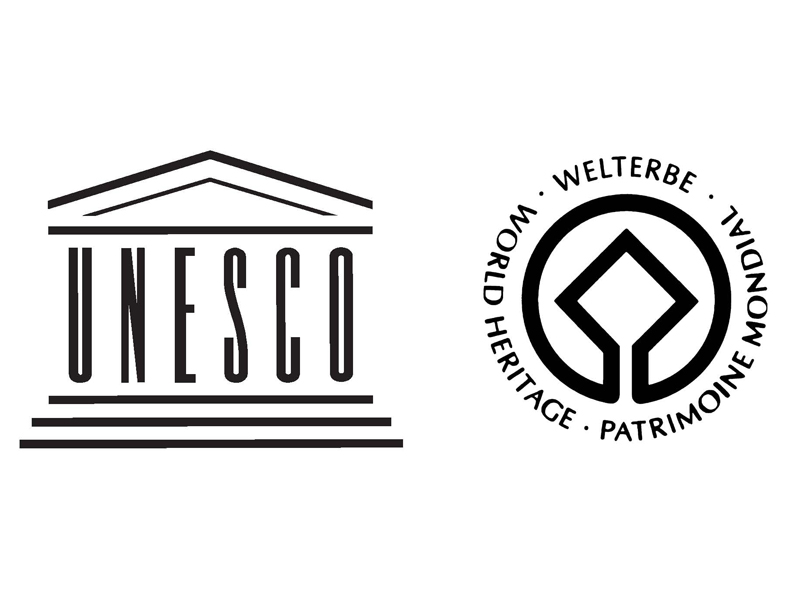 UNESCO
· WELTERBE ·
WORLD HERITAGE ·
PATRIMOINE MONDIAL